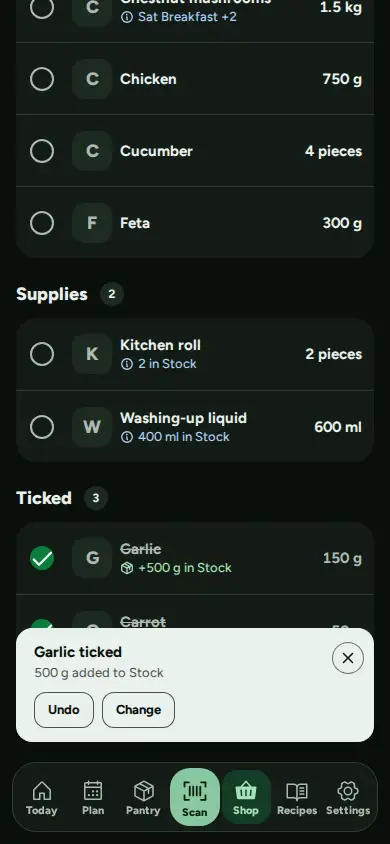 C
Chestnut mushrooms
1.5 kg
Sat Breakfast +2
C
Chicken
750 g
C
Cucumber
4 pieces
F
Feta
300 g
Supplies 2
K
Kitchen roll
2 pieces
2 in Stock
W
Washing-up liquid
600 ml
400 ml in Stock
Ticked 3
G
Garlic
150 g
+500 g in Stock
Carrot
Garlic ticked
500 g added to Stock
Undo
Change
Today
Plan
Pantry
Scan
Shop
Recipes
Settings